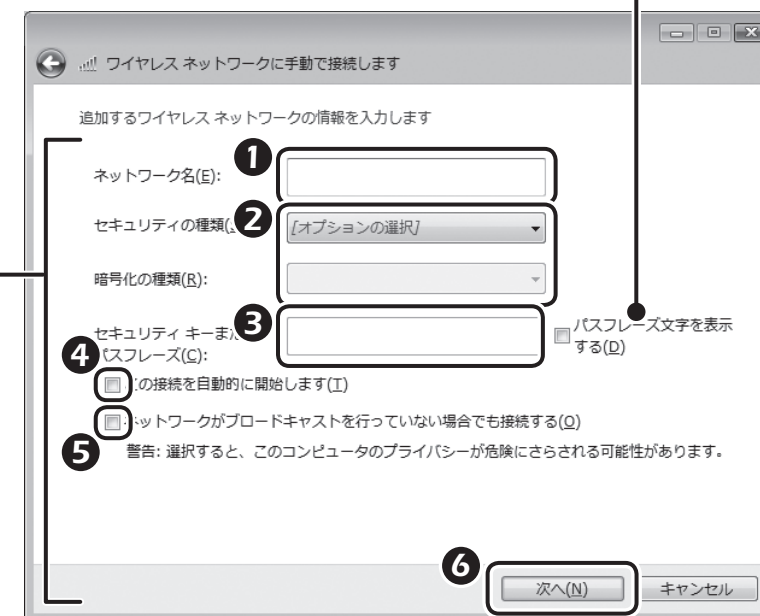 ワイヤレス ネットワークに手動で接続します
追加するワイヤレス ネットワークの情報を入力します
❶
ネットワーク名(E):
❷
セキュリティの種類(
[オプションの選択]
暗号化の種類(R):
❸
セキュリティ キーま
パスフレーズ(C):
パスフレーズ文字を表示
する(D)
❹
の接続を自動的に開始します(T)
❺
ネットワークがブロードキャストを行っていない場合でも接続する(O)
警告: 選択すると、このコンピュータのプライバシーが危険にさらされる可能性があります。
❻
次へ(N)
キャンセル